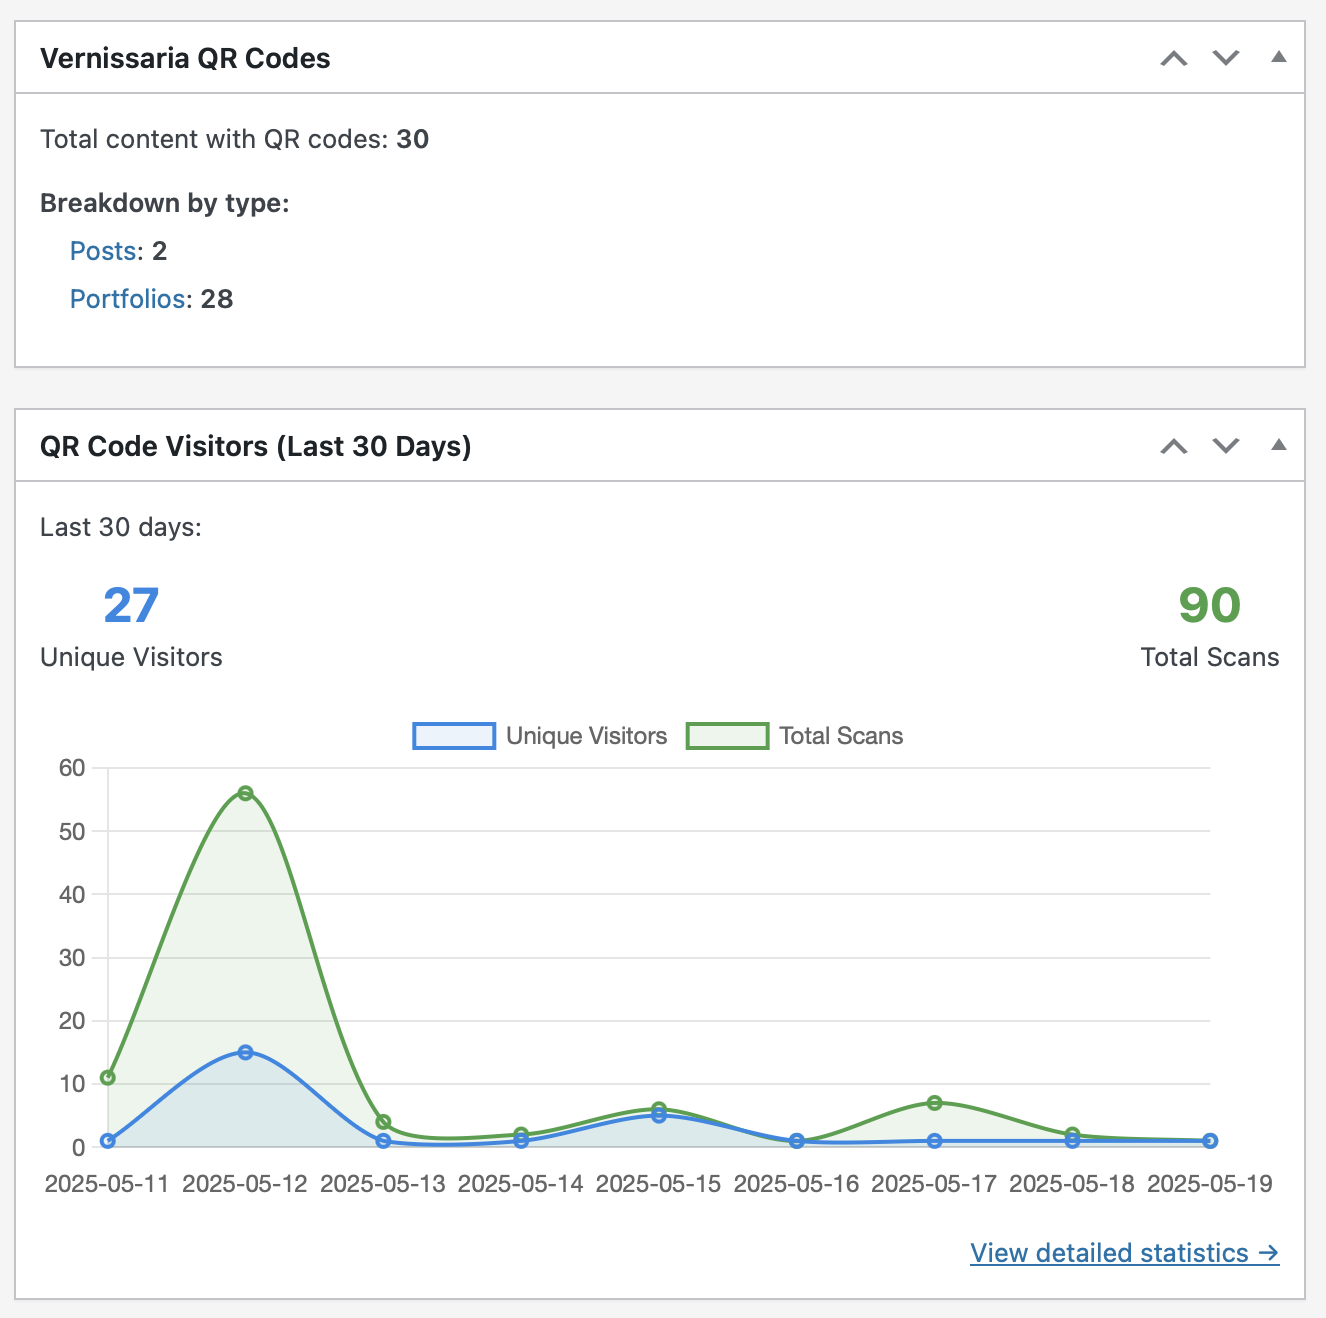 Vernissaria QR Codes
Total content with QR codes: 30
Breakdown by type:
Posts: 2
Portfolios: 28
QR Code Visitors (Last 30 Days)
Last 30 days:
27 90
Unique Visitors Total Scans
Unique Visitors Total Scans
60
50
40
30
20
10
0
2025-05-11 2025-05-12 2025-05-13 2025-05-14 2025-05-15 2025-05-16 2025-05-17 2025-05-18 2025-05-19
View detailed statistics →